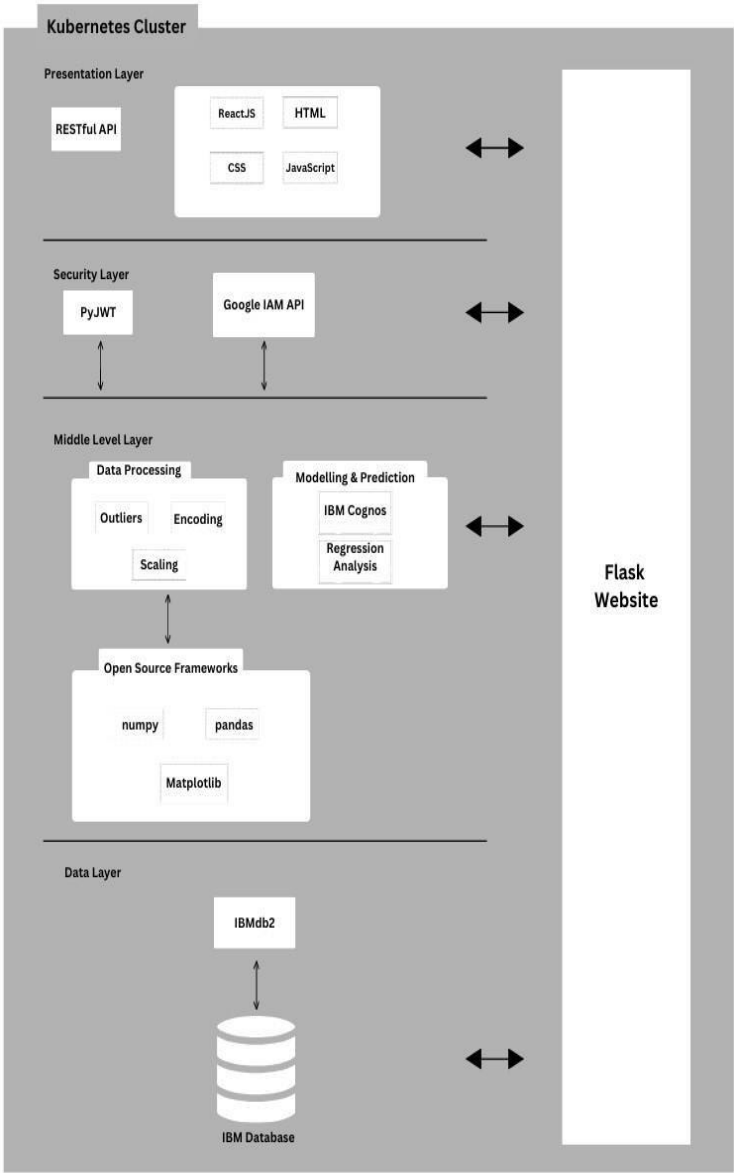 Kubernetes Cluster
Presentation Layer
RESTful API
ReactJS
HTML
CSS
JavaScript
Security Layer
PyJWT
Google IAM API
Middle Level Layer
Data Processing
Outliers
Encoding
Scaling
Modelling & Prediction
IBM Cognos
Regression
Analysis
Open Source Frameworks
numpy
pandas
Matplotlib
Data Layer
IBMdb2
IBM Database
Flask
Website